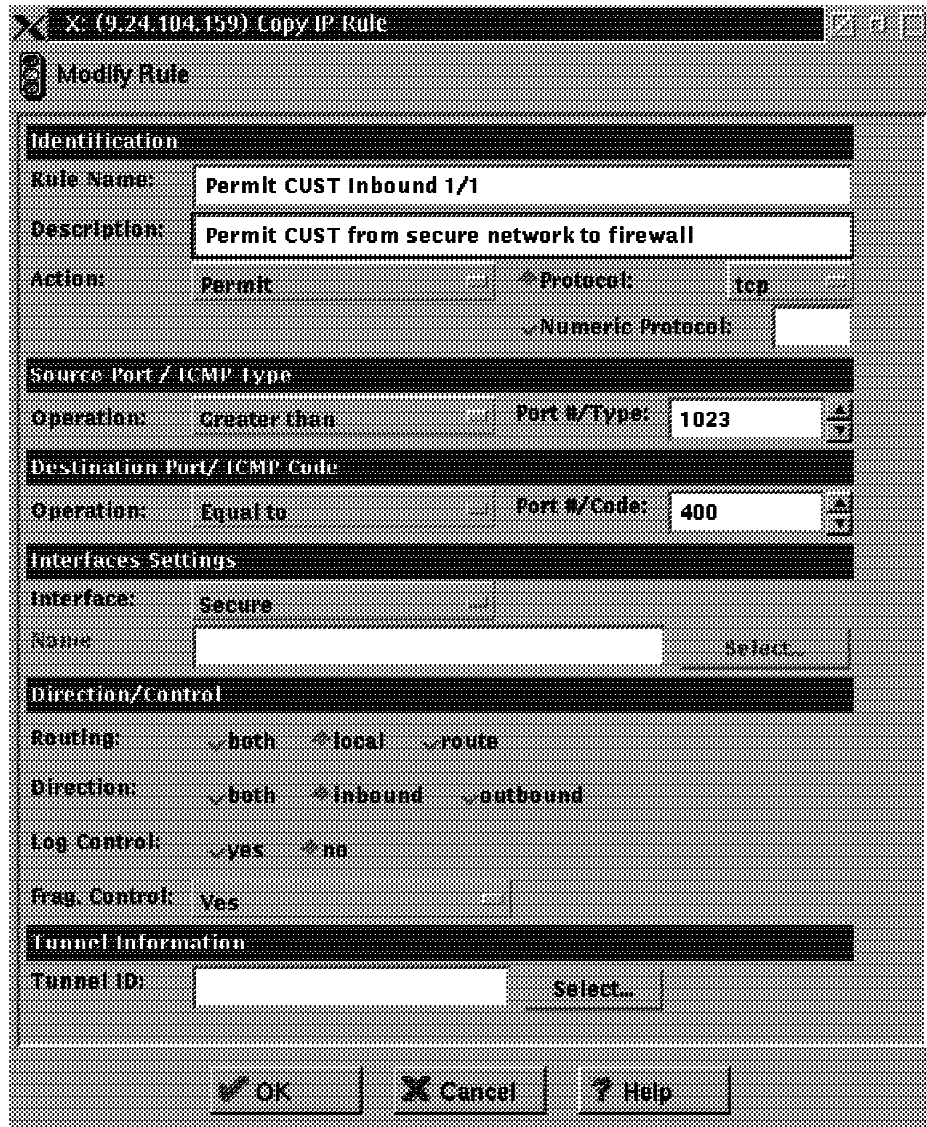 X: (9.24.104.159) Copy IP Rule
Modify Rule
Identification
Rule Name: Permit CUST Inbound 1/1
Description: Permit CUST from secure network to firewall
Action: Permit Protocol: tcp
Numeric Protocol:
Source Port / ICMP Type
Operation: Greater than Port #/Type: 1023
Destination Port/ ICMP Code
Operation: Equal to Port #/Code: 400
Interfaces Settings
Interface: Secure
Name Select...
Direction/Control
Routing: both local route
Direction: both inbound outbound
Log Control: yes no
Frag. Control: Yes
Tunnel Information
Tunnel ID: Select...
OK Cancel ? Help